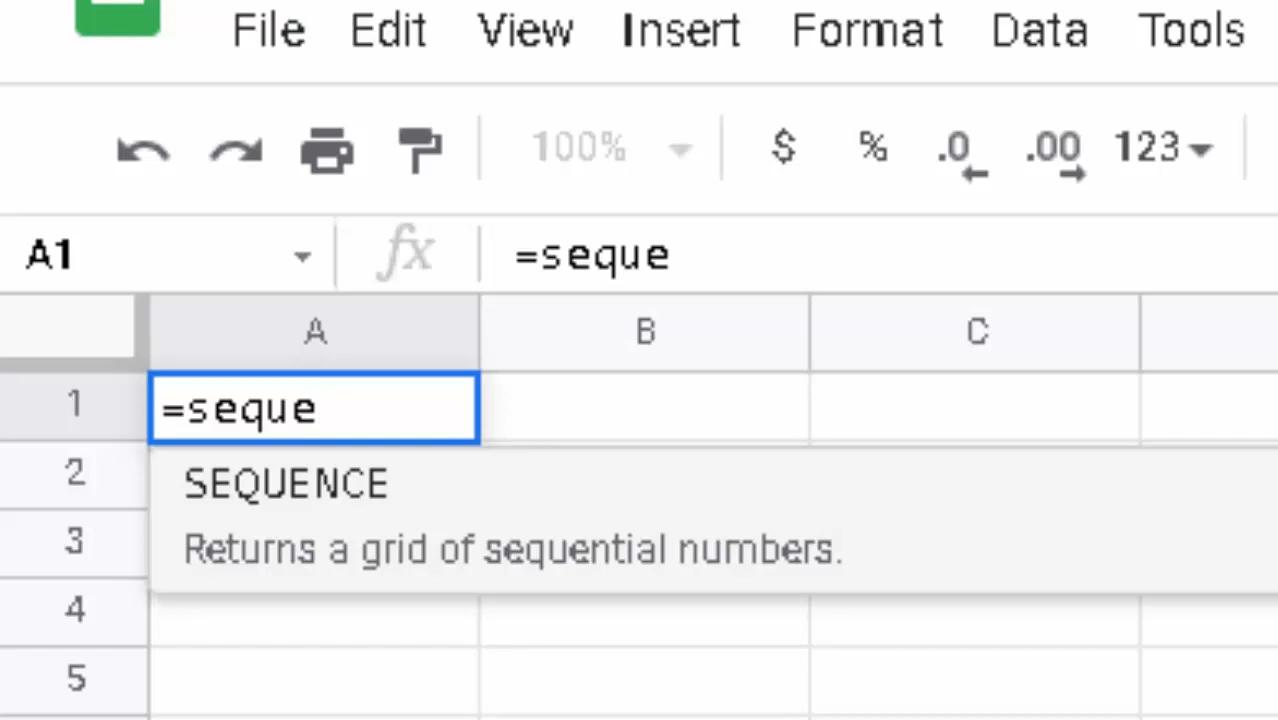 File Edit View Insert Format Data Tools
100% $ % .0 .00 123
A1 fx =seque
A B C
1 =seque
2 SEQUENCE
3 Returns a grid of sequential numbers.
4
5